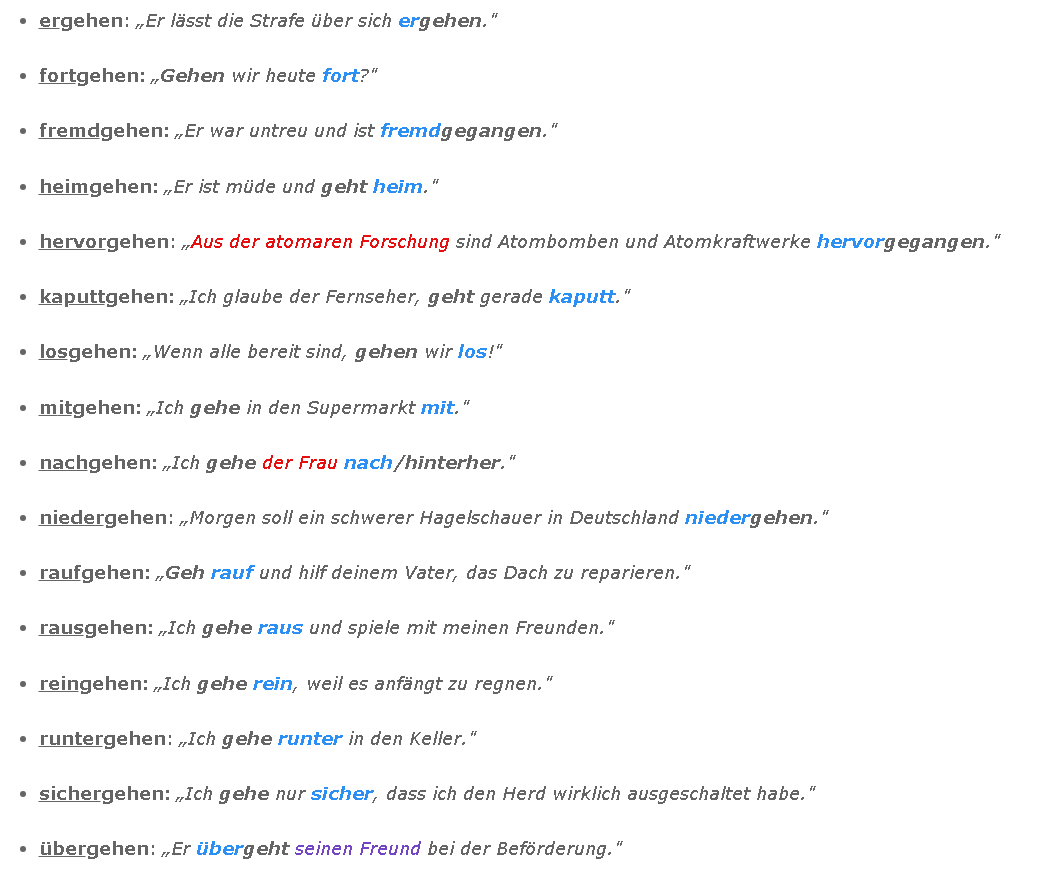 • ergehen: „Er lässt die Strafe über sich ergehen."
• fortgehen: „Gehen wir heute fort?"
• fremdgehen: „Er war untreu und ist fremdgegangen."
• heimgehen: „Er ist müde und geht heim."
• hervorgehen: „Aus der atomaren Forschung sind Atombomben und Atomkraftwerke hervorgegangen."
• kaputtgehen: „Ich glaube der Fernseher, geht gerade kaputt."
• losgehen: „Wenn alle bereit sind, gehen wir los!"
• mitgehen: „Ich gehe in den Supermarkt mit."
• nachgehen: „Ich gehe der Frau nach/hinterher."
• niedergehen: „Morgen soll ein schwerer Hagelschauer in Deutschland niedergehen."
• raufgehen: „Geh rauf und hilf deinem Vater, das Dach zu reparieren."
• rausgehen: „Ich gehe raus und spiele mit meinen Freunden."
• reingehen: „Ich gehe rein, weil es anfängt zu regnen."
• runtergehen: „Ich gehe runter in den Keller."
• sichergehen: „Ich gehe nur sicher, dass ich den Herd wirklich ausgeschaltet habe."
• übergehen: „Er übergeht seinen Freund bei der Beförderung."